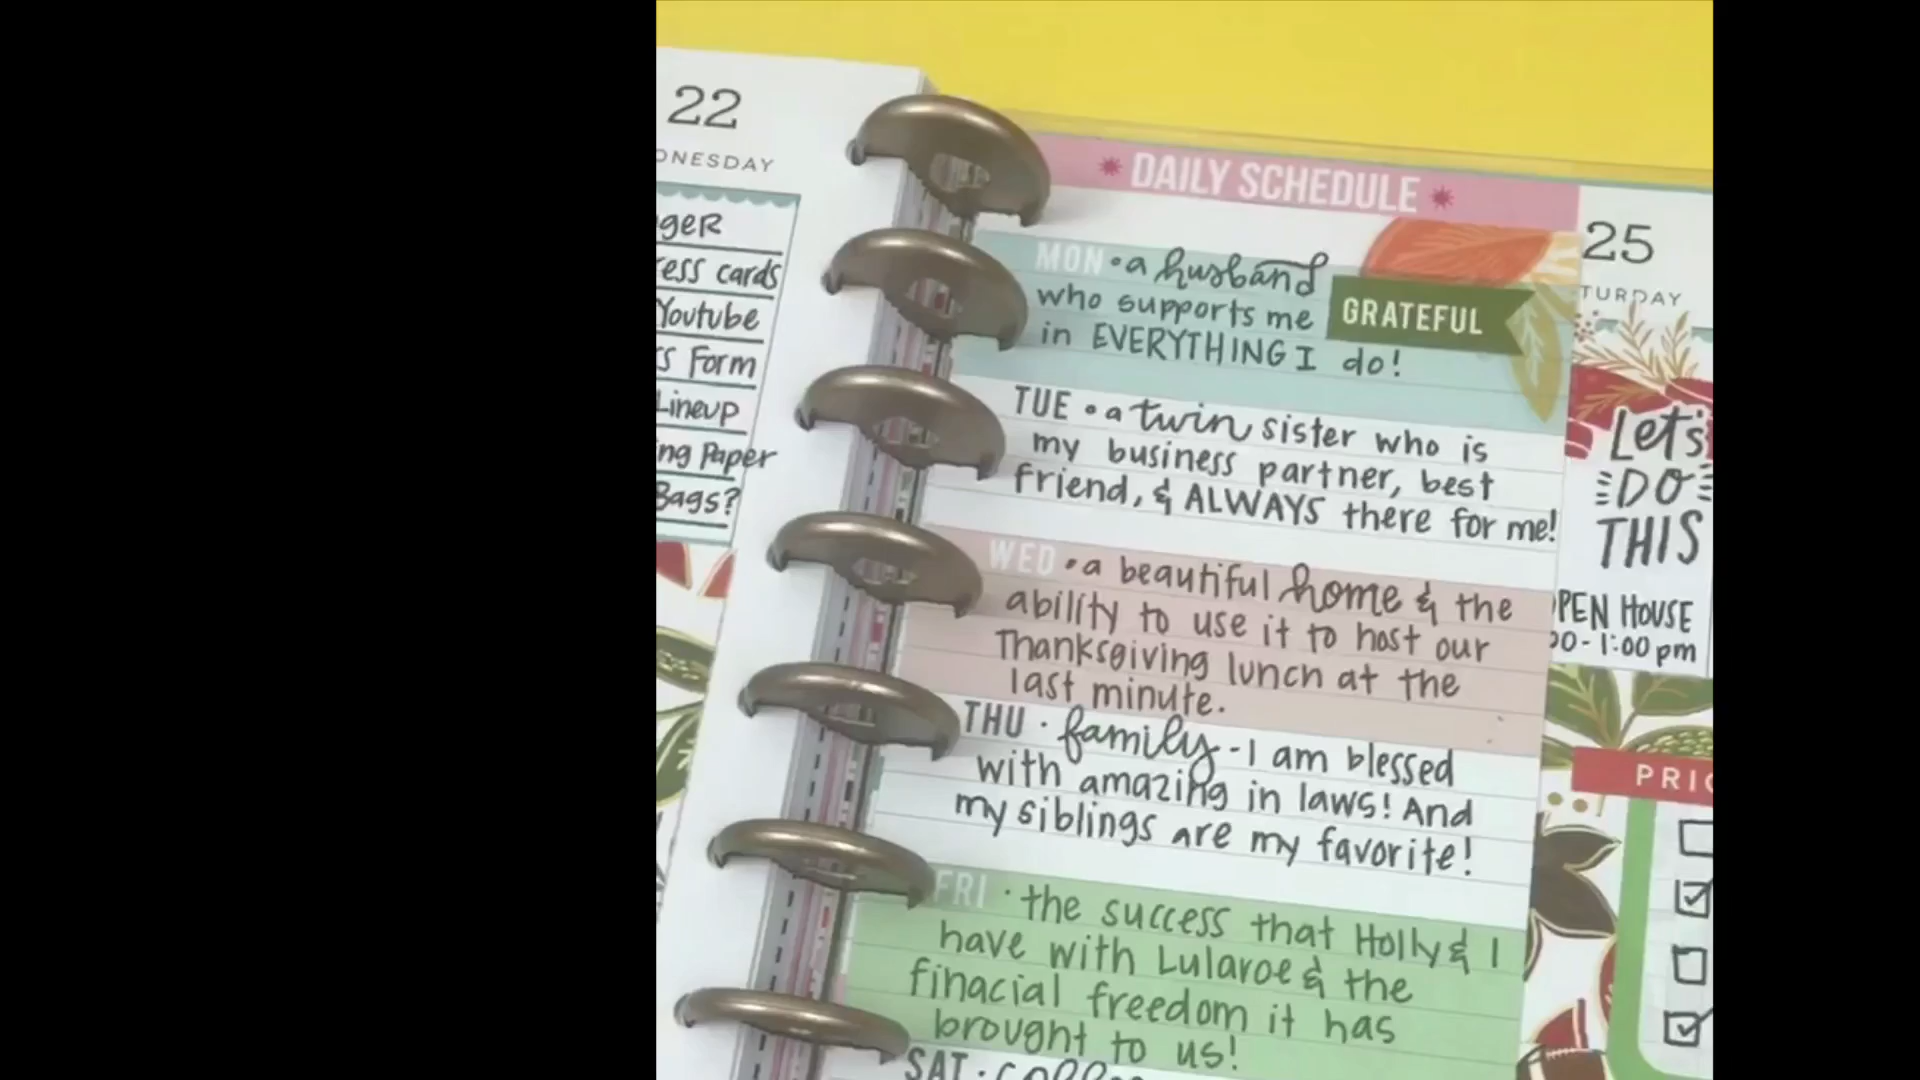 22
ger
ess cards
Youtube
s Form
Lineup
ng Paper
Bags?
DAILY SCHEDULE
MON • a husband
who supports me
in EVERYTHING I do!
GRATEFUL
TUE • a twin sister who is
my business partner, best
friend, & ALWAYS there for me!
WED • a beautiful home & the
ability to use it to host our
Thanksgiving lunch at the
last minute.
THU • family - I am blessed
with amazing in laws! And
my siblings are my favorite!
FRI • the success that Holly & I
have with Lularoe & the
finacial freedom it has
brought to us!
SAT •
25
TURDAY
Let's
DO
THIS
PEN HOUSE
00 - 1:00 pm